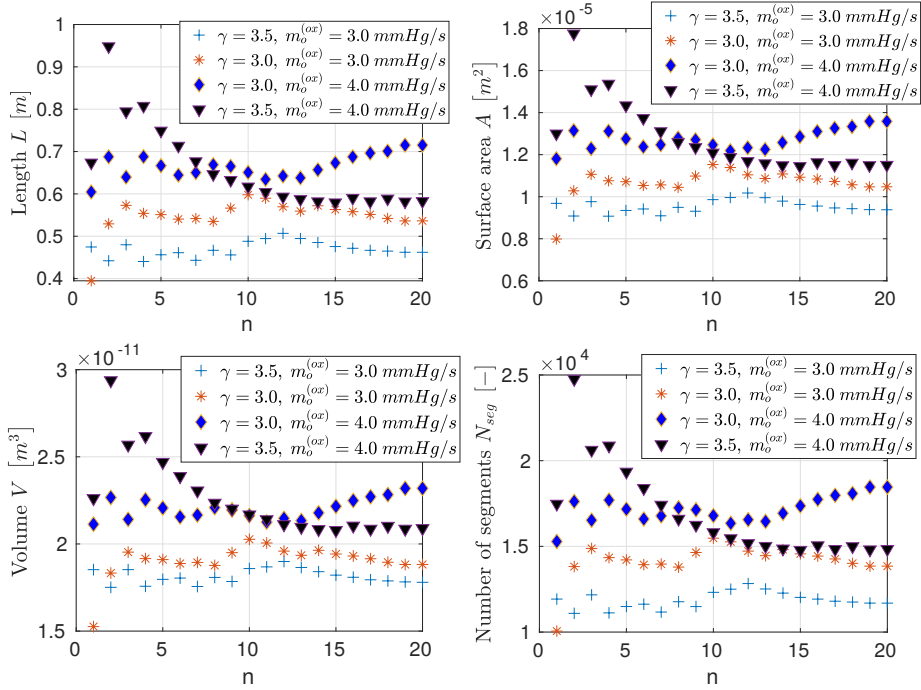 γ = 3.5, m_o^(ox) = 3.0 mmHg/s
γ = 3.0, m_o^(ox) = 3.0 mmHg/s
γ = 3.0, m_o^(ox) = 4.0 mmHg/s
γ = 3.5, m_o^(ox) = 4.0 mmHg/s
Length L [m]
1
0.9
0.8
0.7
0.6
0.5
0.4
0 5 10 15 20
n
×10^-5
γ = 3.5, m_o^(ox) = 3.0 mmHg/s
γ = 3.0, m_o^(ox) = 3.0 mmHg/s
γ = 3.0, m_o^(ox) = 4.0 mmHg/s
γ = 3.5, m_o^(ox) = 4.0 mmHg/s
Surface area A [m^2]
1.8
1.6
1.4
1.2
1
0.8
0.6
0 5 10 15 20
n
×10^-11
γ = 3.5, m_o^(ox) = 3.0 mmHg/s
γ = 3.0, m_o^(ox) = 3.0 mmHg/s
γ = 3.0, m_o^(ox) = 4.0 mmHg/s
γ = 3.5, m_o^(ox) = 4.0 mmHg/s
Volume V [m^3]
3
2.5
2
1.5
0 5 10 15 20
n
×10^4
γ = 3.5, m_o^(ox) = 3.0 mmHg/s
γ = 3.0, m_o^(ox) = 3.0 mmHg/s
γ = 3.0, m_o^(ox) = 4.0 mmHg/s
γ = 3.5, m_o^(ox) = 4.0 mmHg/s
Number of segments N_seg [−]
2.5
2
1.5
1
0 5 10 15 20
n